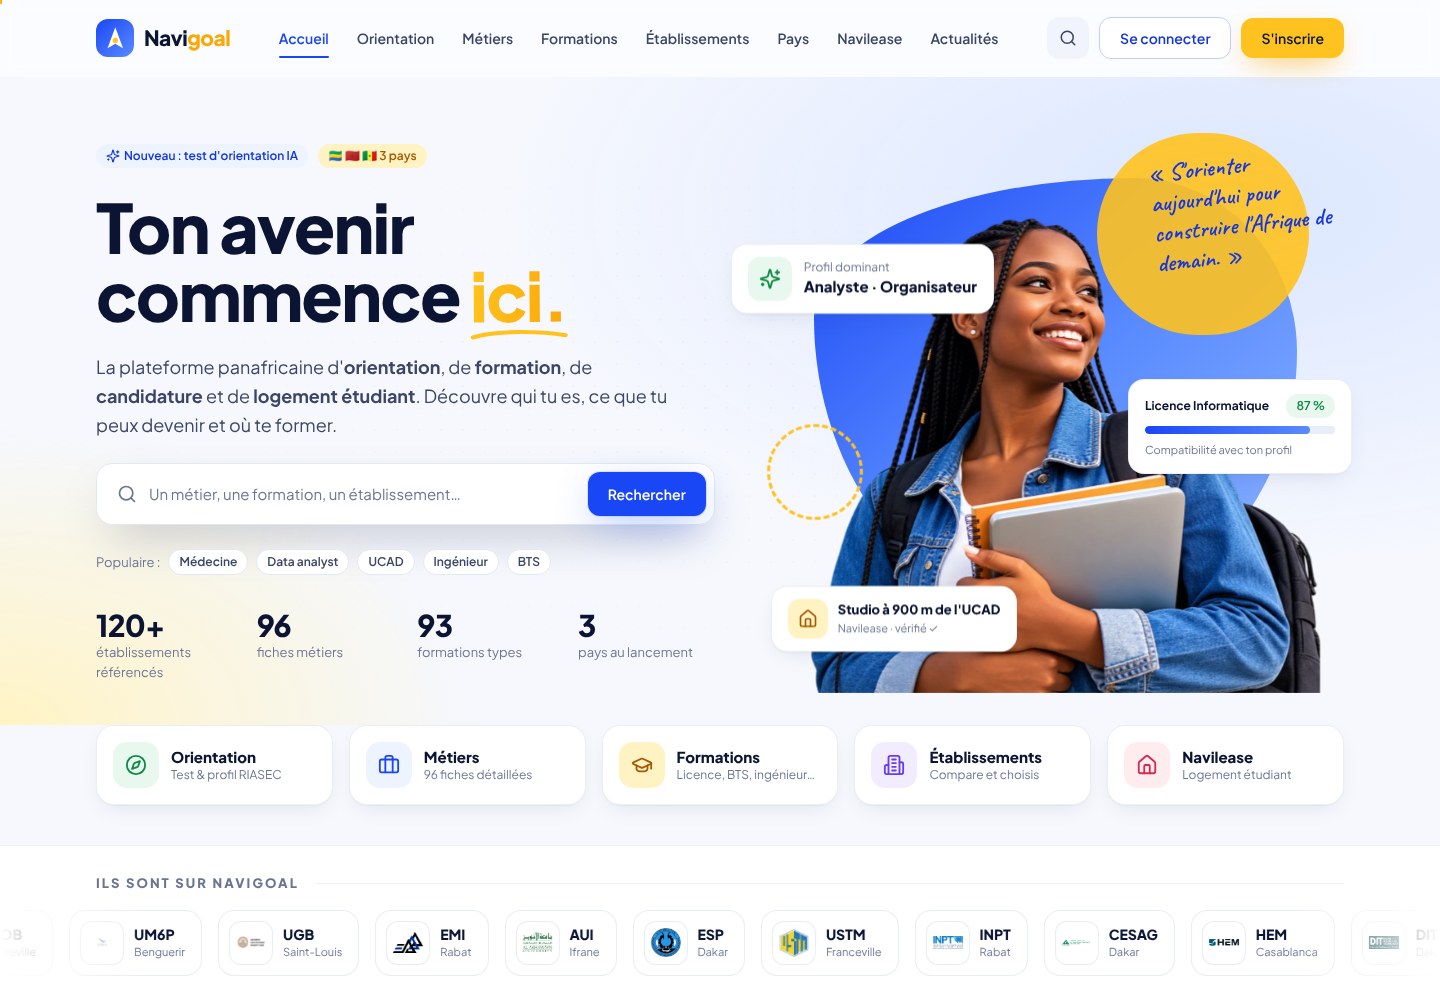 Navigoal
Accueil
Orientation
Métiers
Formations
Établissements
Pays
Navilease
Actualités
Se connecter
S'inscrire
Nouveau : test d'orientation IA
3 pays
Ton avenir
commence ici.
La plateforme panafricaine d'orientation, de formation, de
candidature et de logement étudiant. Découvre qui tu es, ce que tu
peux devenir et où te former.
Un métier, une formation, un établissement...
Rechercher
Populaire :
Médecine
Data analyst
UCAD
Ingénieur
BTS
120+
établissements
référencés
96
fiches métiers
93
formations types
3
pays au lancement
« S'orienter
aujourd'hui pour
construire l'Afrique de
demain. »
Profil dominant
Analyste · Organisateur
Licence Informatique
87 %
Compatibilité avec ton profil
Studio à 900 m de l'UCAD
Navilease · vérifié ✓
Orientation
Test & profil RIASEC
Métiers
96 fiches détaillées
Formations
Licence, BTS, ingénieur...
Établissements
Compare et choisis
Navilease
Logement étudiant
ILS SONT SUR NAVIGOAL
UM6P
Benguerir
UGB
Saint-Louis
EMI
Rabat
AUI
Ifrane
ESP
Dakar
USTM
Franceville
INPT
INPT
Rabat
CESAG
Dakar
HEM
HEM
Casablanca
DIT